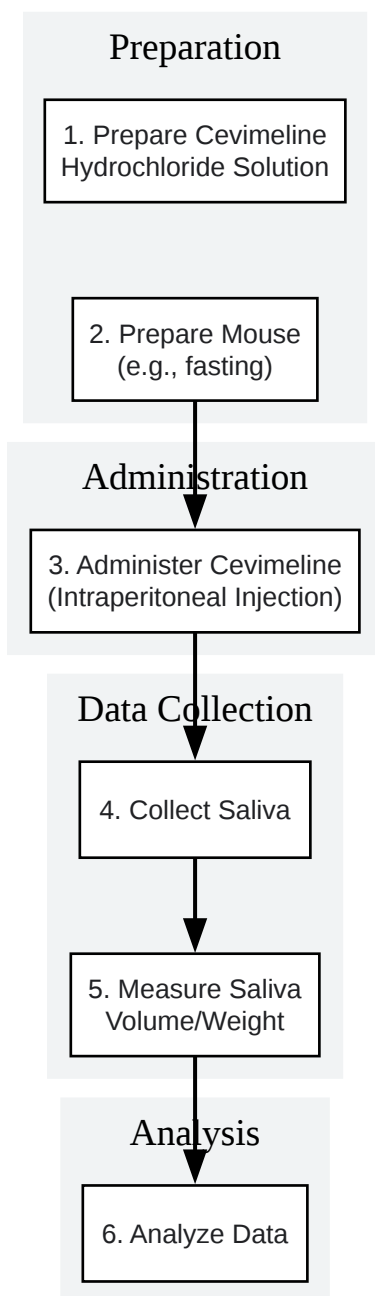 Preparation
1. Prepare Cevimeline
Hydrochloride Solution
2. Prepare Mouse
(e.g., fasting)
Administration
3. Administer Cevimeline
(Intraperitoneal Injection)
Data Collection
4. Collect Saliva
5. Measure Saliva
Volume/Weight
Analysis
6. Analyze Data